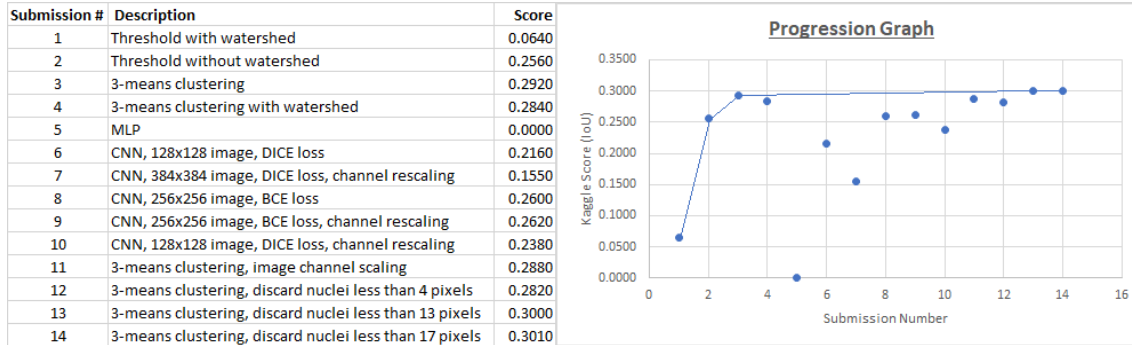 Submission # Description Score
1 Threshold with watershed 0.0640
2 Threshold without watershed 0.2560
3 3-means clustering 0.2920
4 3-means clustering with watershed 0.2840
5 MLP 0.0000
6 CNN, 128x128 image, DICE loss 0.2160
7 CNN, 384x384 image, DICE loss, channel rescaling 0.1550
8 CNN, 256x256 image, BCE loss 0.2600
9 CNN, 256x256 image, BCE loss, channel rescaling 0.2620
10 CNN, 128x128 image, DICE loss, channel rescaling 0.2380
11 3-means clustering, image channel scaling 0.2880
12 3-means clustering, discard nuclei less than 4 pixels 0.2820
13 3-means clustering, discard nuclei less than 13 pixels 0.3000
14 3-means clustering, discard nuclei less than 17 pixels 0.3010
Progression Graph
Kaggle Score (IoU)
0.3500
0.3000
0.2500
0.2000
0.1500
0.1000
0.0500
0.0000
0 2 4 6 8 10 12 14 16
Submission Number